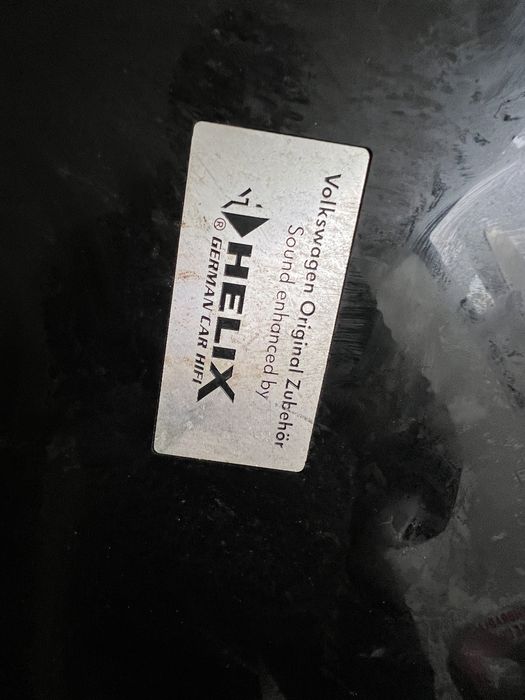 Volkswagen Original Zubehör
Sound enhanced by
HELIX
® GERMAN CAR HIFI